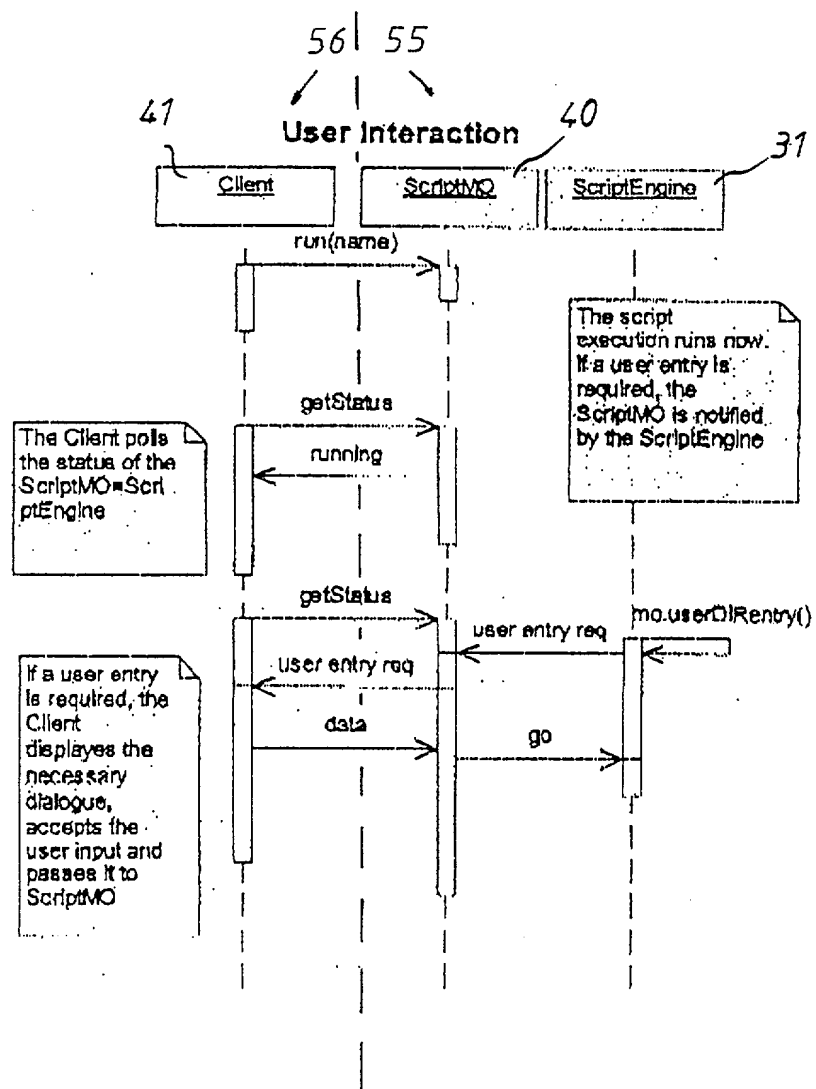 56 55
User Interaction
41
40
31
Client
ScriptMO
ScriptEngine
run(name)
The script
execution runs now.
If a user entry is
required, the
ScriptMO is notified
by the ScriptEngine
getStatus
running
The Client polls
the status of the
ScriptMO=Scri
ptEngine
getStatus
mo.userDIRentry()
user entry req
user entry req
data
go
If a user entry
is required, the
Client
displayes the
necessary
dialogue,
accepts the
user input and
passes it to
ScriptMO